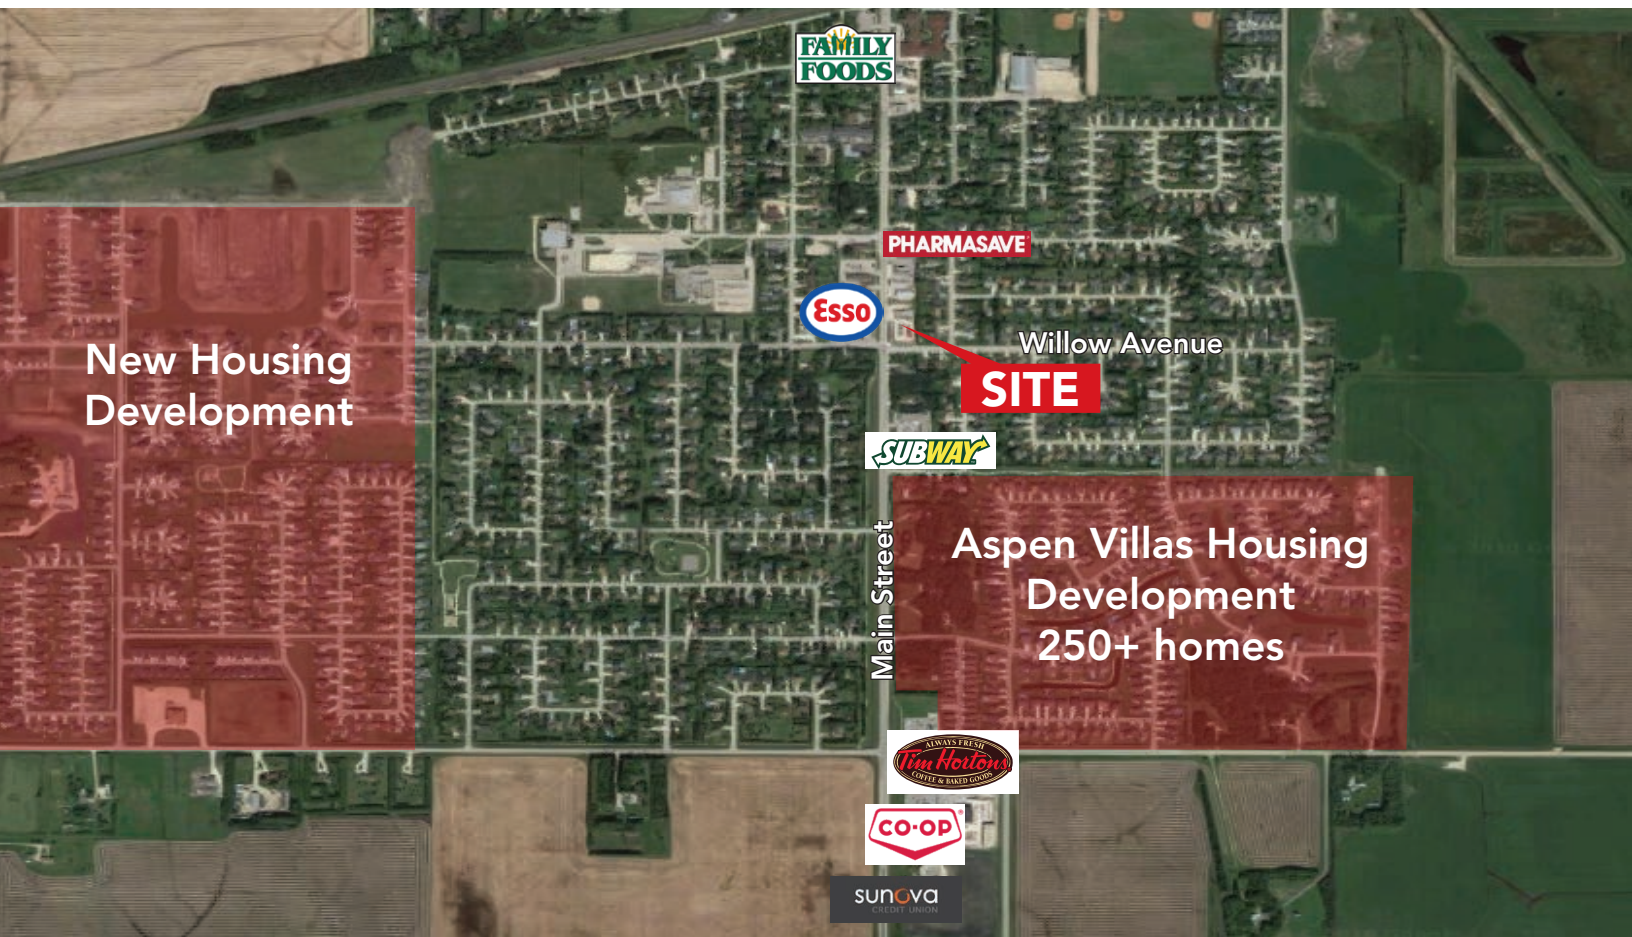 FAMILY
FOODS
PHARMASAVE
Esso
Willow Avenue
SITE
New Housing
Development
SUBWAY
Main Street
Aspen Villas Housing
Development
250+ homes
ALWAYS FRESH
Tim Hortons
COFFEE & BAKED GOODS
CO·OP
sunova
CREDIT UNION